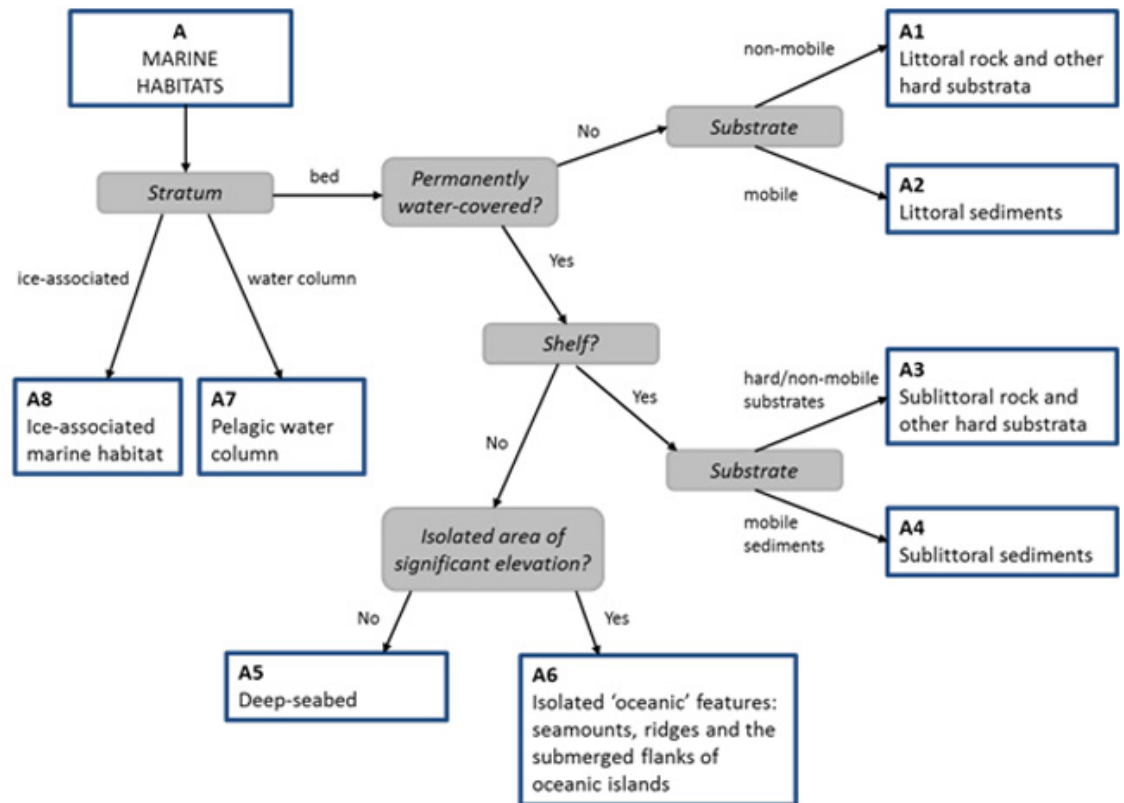 A
MARINE
HABITATS
Stratum
bed
ice-associated
water column
A8
Ice-associated
marine habitat
A7
Pelagic water
column
Permanently
water-covered?
No
Substrate
non-mobile
A1
Littoral rock and other
hard substrata
mobile
A2
Littoral sediments
Yes
Shelf?
Yes
Substrate
hard/non-mobile
substrates
A3
Sublittoral rock and
other hard substrata
mobile
sediments
A4
Sublittoral sediments
No
Isolated area of
significant elevation?
No
A5
Deep-seabed
Yes
A6
Isolated ‘oceanic’ features:
seamounts, ridges and the
submerged flanks of
oceanic islands